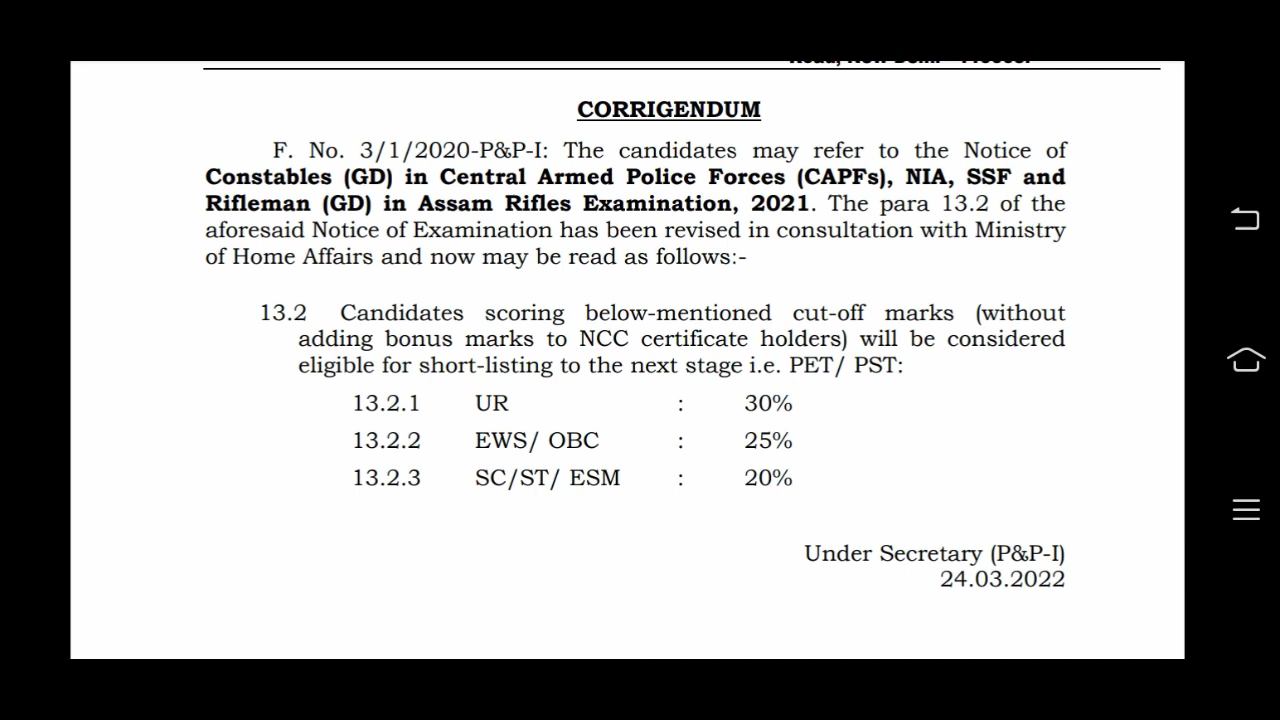 CORRIGENDUM
F. No. 3/1/2020-P&P-I: The candidates may refer to the Notice of
Constables (GD) in Central Armed Police Forces (CAPFs), NIA, SSF and
Rifleman (GD) in Assam Rifles Examination, 2021. The para 13.2 of the
aforesaid Notice of Examination has been revised in consultation with Ministry
of Home Affairs and now may be read as follows:-
13.2 Candidates scoring below-mentioned cut-off marks (without
adding bonus marks to NCC certificate holders) will be considered
eligible for short-listing to the next stage i.e. PET/ PST:
13.2.1 UR : 30%
13.2.2 EWS/ OBC : 25%
13.2.3 SC/ST/ ESM : 20%
Under Secretary (P&P-I)
24.03.2022